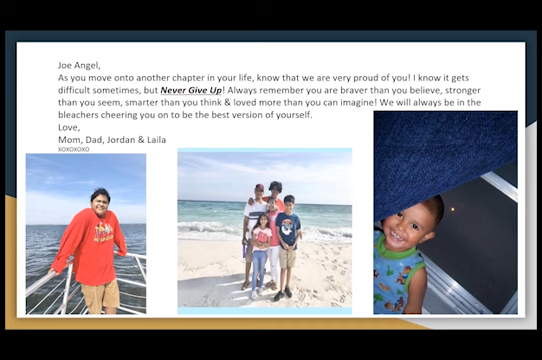 Joe Angel,
As you move onto another chapter in your life, know that we are very proud of you! I know it gets
difficult sometimes, but Never Give Up! Always remember you are braver than you believe, stronger
than you seem, smarter than you think & loved more than you can imagine! We will always be in the
bleachers cheering you on to be the best version of yourself.
Love,
Mom, Dad, Jordan & Laila
XOXOXOXO